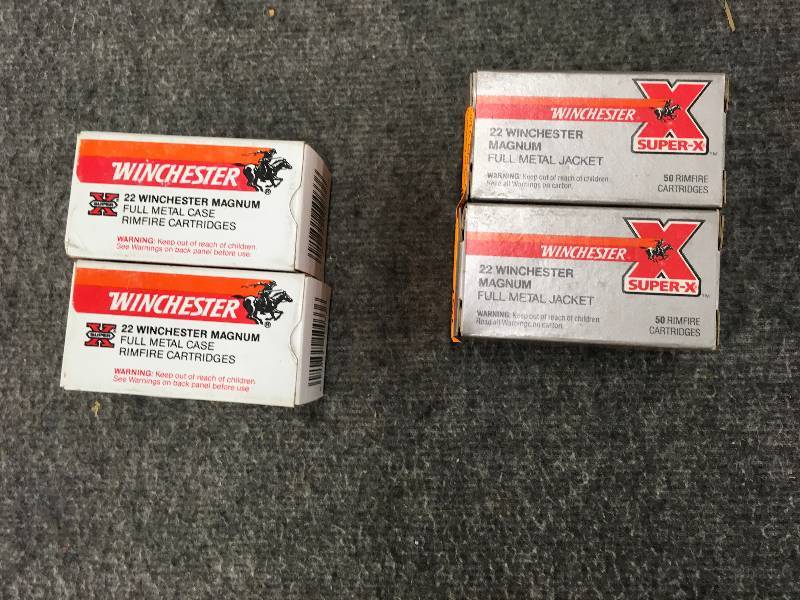 WINCHESTER
X SUPER
22 WINCHESTER MAGNUM
FULL METAL CASE
RIMFIRE CARTRIDGES
WARNING: Keep out of reach of children.
See Warnings on back panel before use.
WINCHESTER
X SUPER
22 WINCHESTER MAGNUM
FULL METAL CASE
RIMFIRE CARTRIDGES
WARNING: Keep out of reach of children.
See Warnings on back panel before use
WINCHESTER
X
SUPER-X™
22 WINCHESTER
MAGNUM
FULL METAL JACKET
WARNING: Keep out of reach of children.
Read all Warnings on carton.
50 RIMFIRE
CARTRIDGES
WINCHESTER
X
SUPER-X™
22 WINCHESTER
MAGNUM
FULL METAL JACKET
WARNING: Keep out of reach of children.
Read all Warnings on carton.
50 RIMFIRE
CARTRIDGES